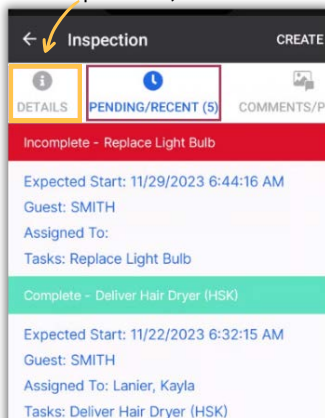 Inspection
CREATE
DETAILS
PENDING/RECENT (5)
COMMENTS/P
Incomplete - Replace Light Bulb
Expected Start: 11/29/2023 6:44:16 AM
Guest: SMITH
Assigned To:
Tasks: Replace Light Bulb
Complete - Deliver Hair Dryer (HSK)
Expected Start: 11/22/2023 6:32:15 AM
Guest: SMITH
Assigned To: Lanier, Kayla
Tasks: Deliver Hair Dryer (HSK)